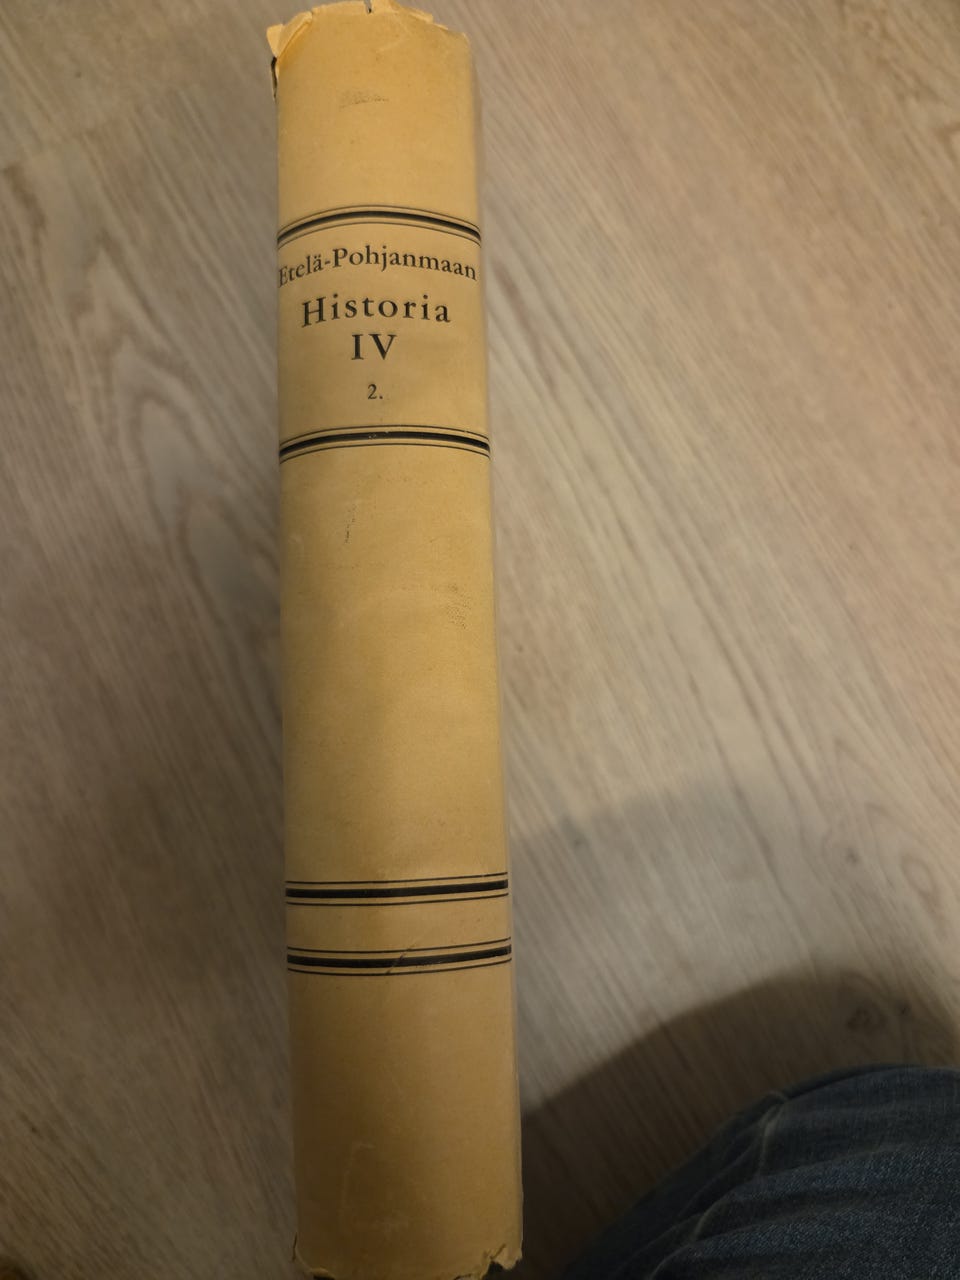 Etelä-Pohjanmaan
Historia
IV
2.